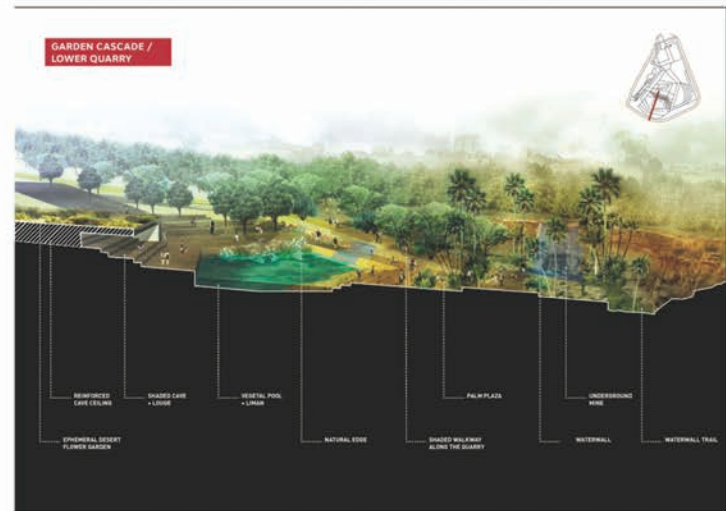 GARDEN CASCADE /
LOWER QUARRY
REINFORCED
CAVE CEILING
SHADED CAVE
+ LOUGE
VEGETAL POOL
+ LIMAN
PALM PLAZA
UNDERGROUND
MINE
EPHEMERAL DESERT
FLOWER GARDEN
NATURAL EDGE
SHADED WALKWAY
ALONG THE QUARRY
WATERWALL
WATERWALL TRAIL